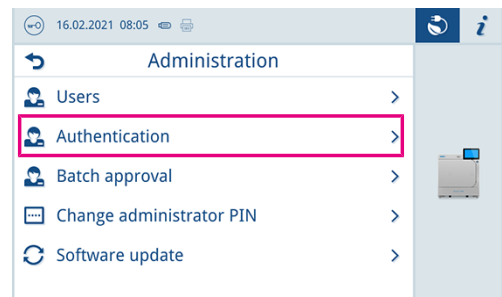 16.02.2021 08:05
Administration
Users
Authentication
Batch approval
Change administrator PIN
Software update